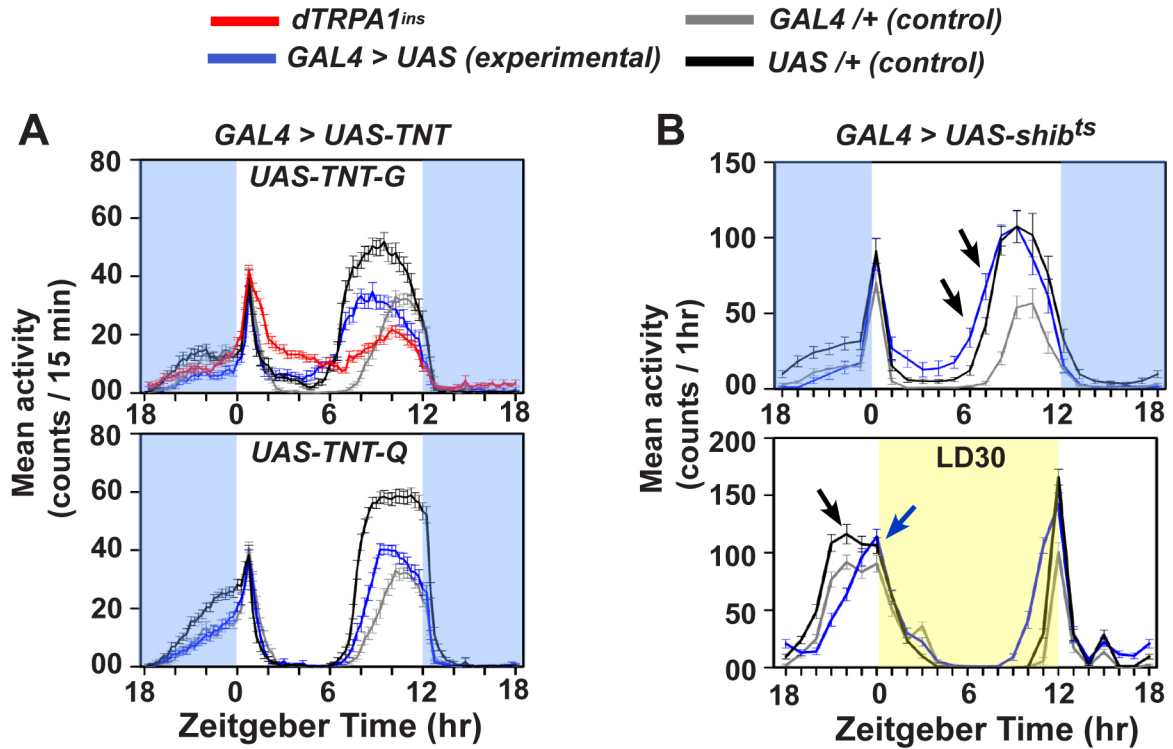 dTRPA1ins
GAL4 > UAS (experimental)
GAL4 /+ (control)
UAS /+ (control)
A
GAL4 > UAS-TNT
UAS-TNT-G
80
60
40
20
00
18 0 6 12 18
UAS-TNT-Q
80
60
40
20
00
18 0 6 12 18
Mean activity
(counts / 15 min)
Zeitgeber Time (hr)
B
GAL4 > UAS-shibts
150
100
50
00
18 0 6 12 18
LD30
200
150
100
50
00
18 0 6 12 18
Mean activity
(counts / 1hr)
Zeitgeber Time (hr)